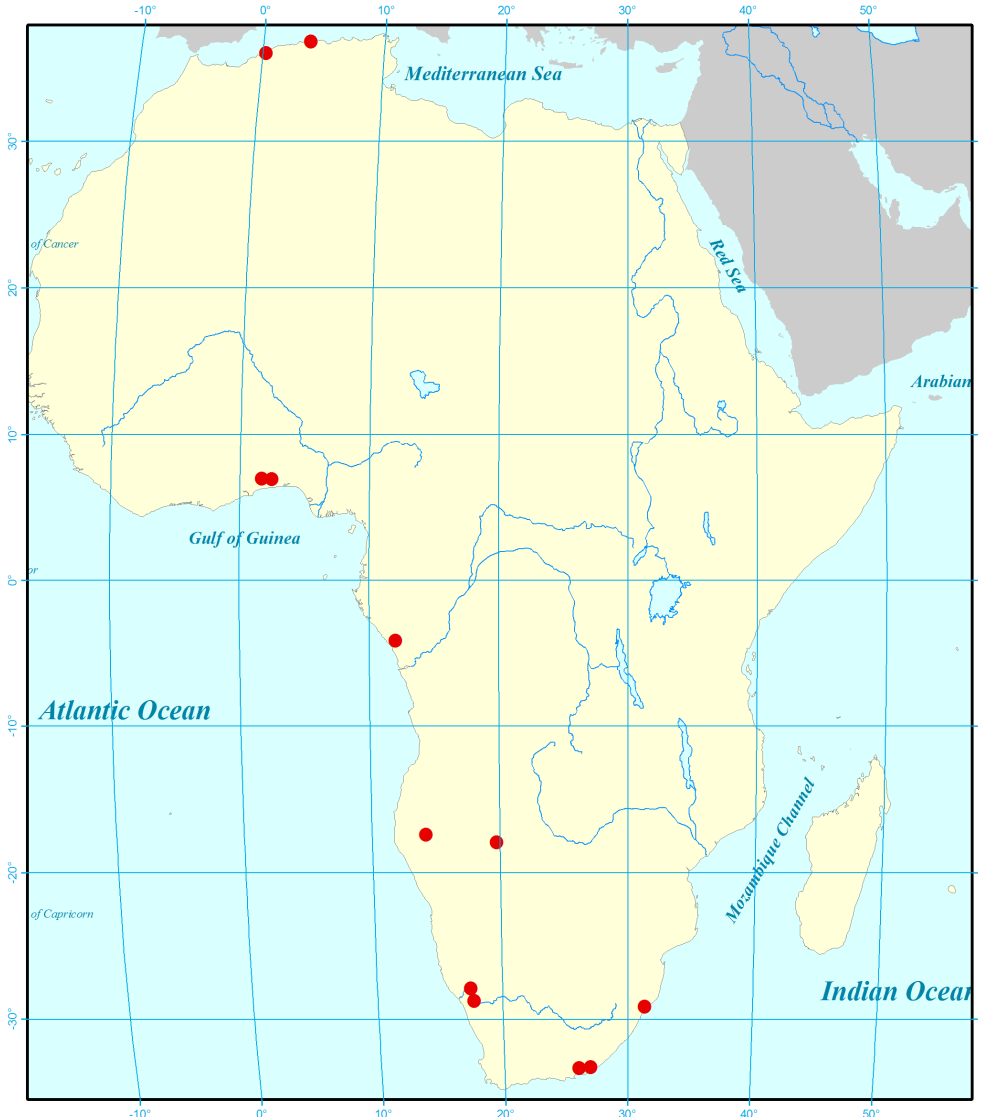 -10° 0° 10° 20° 30° 40° 50°
Mediterranean Sea
30°
of Cancer
Red Sea
20°
Arabian
10°
Gulf of Guinea
or
0°
Atlantic Ocean
-10°
Mozambique Channel
-20°
of Capricorn
Indian Ocean
-30°
-10° 0° 10° 20° 30° 40° 50°